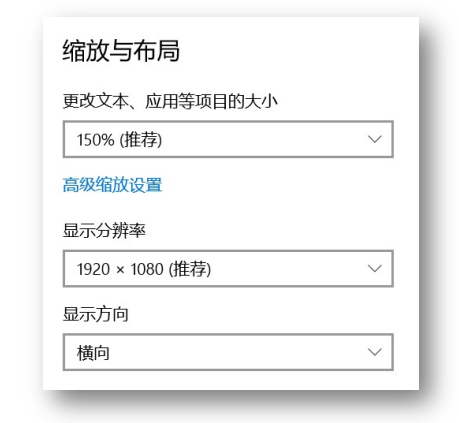 缩放与布局
更改文本、应用等项目的大小
150% (推荐)
高级缩放设置
显示分辨率
1920 × 1080 (推荐)
显示方向
横向